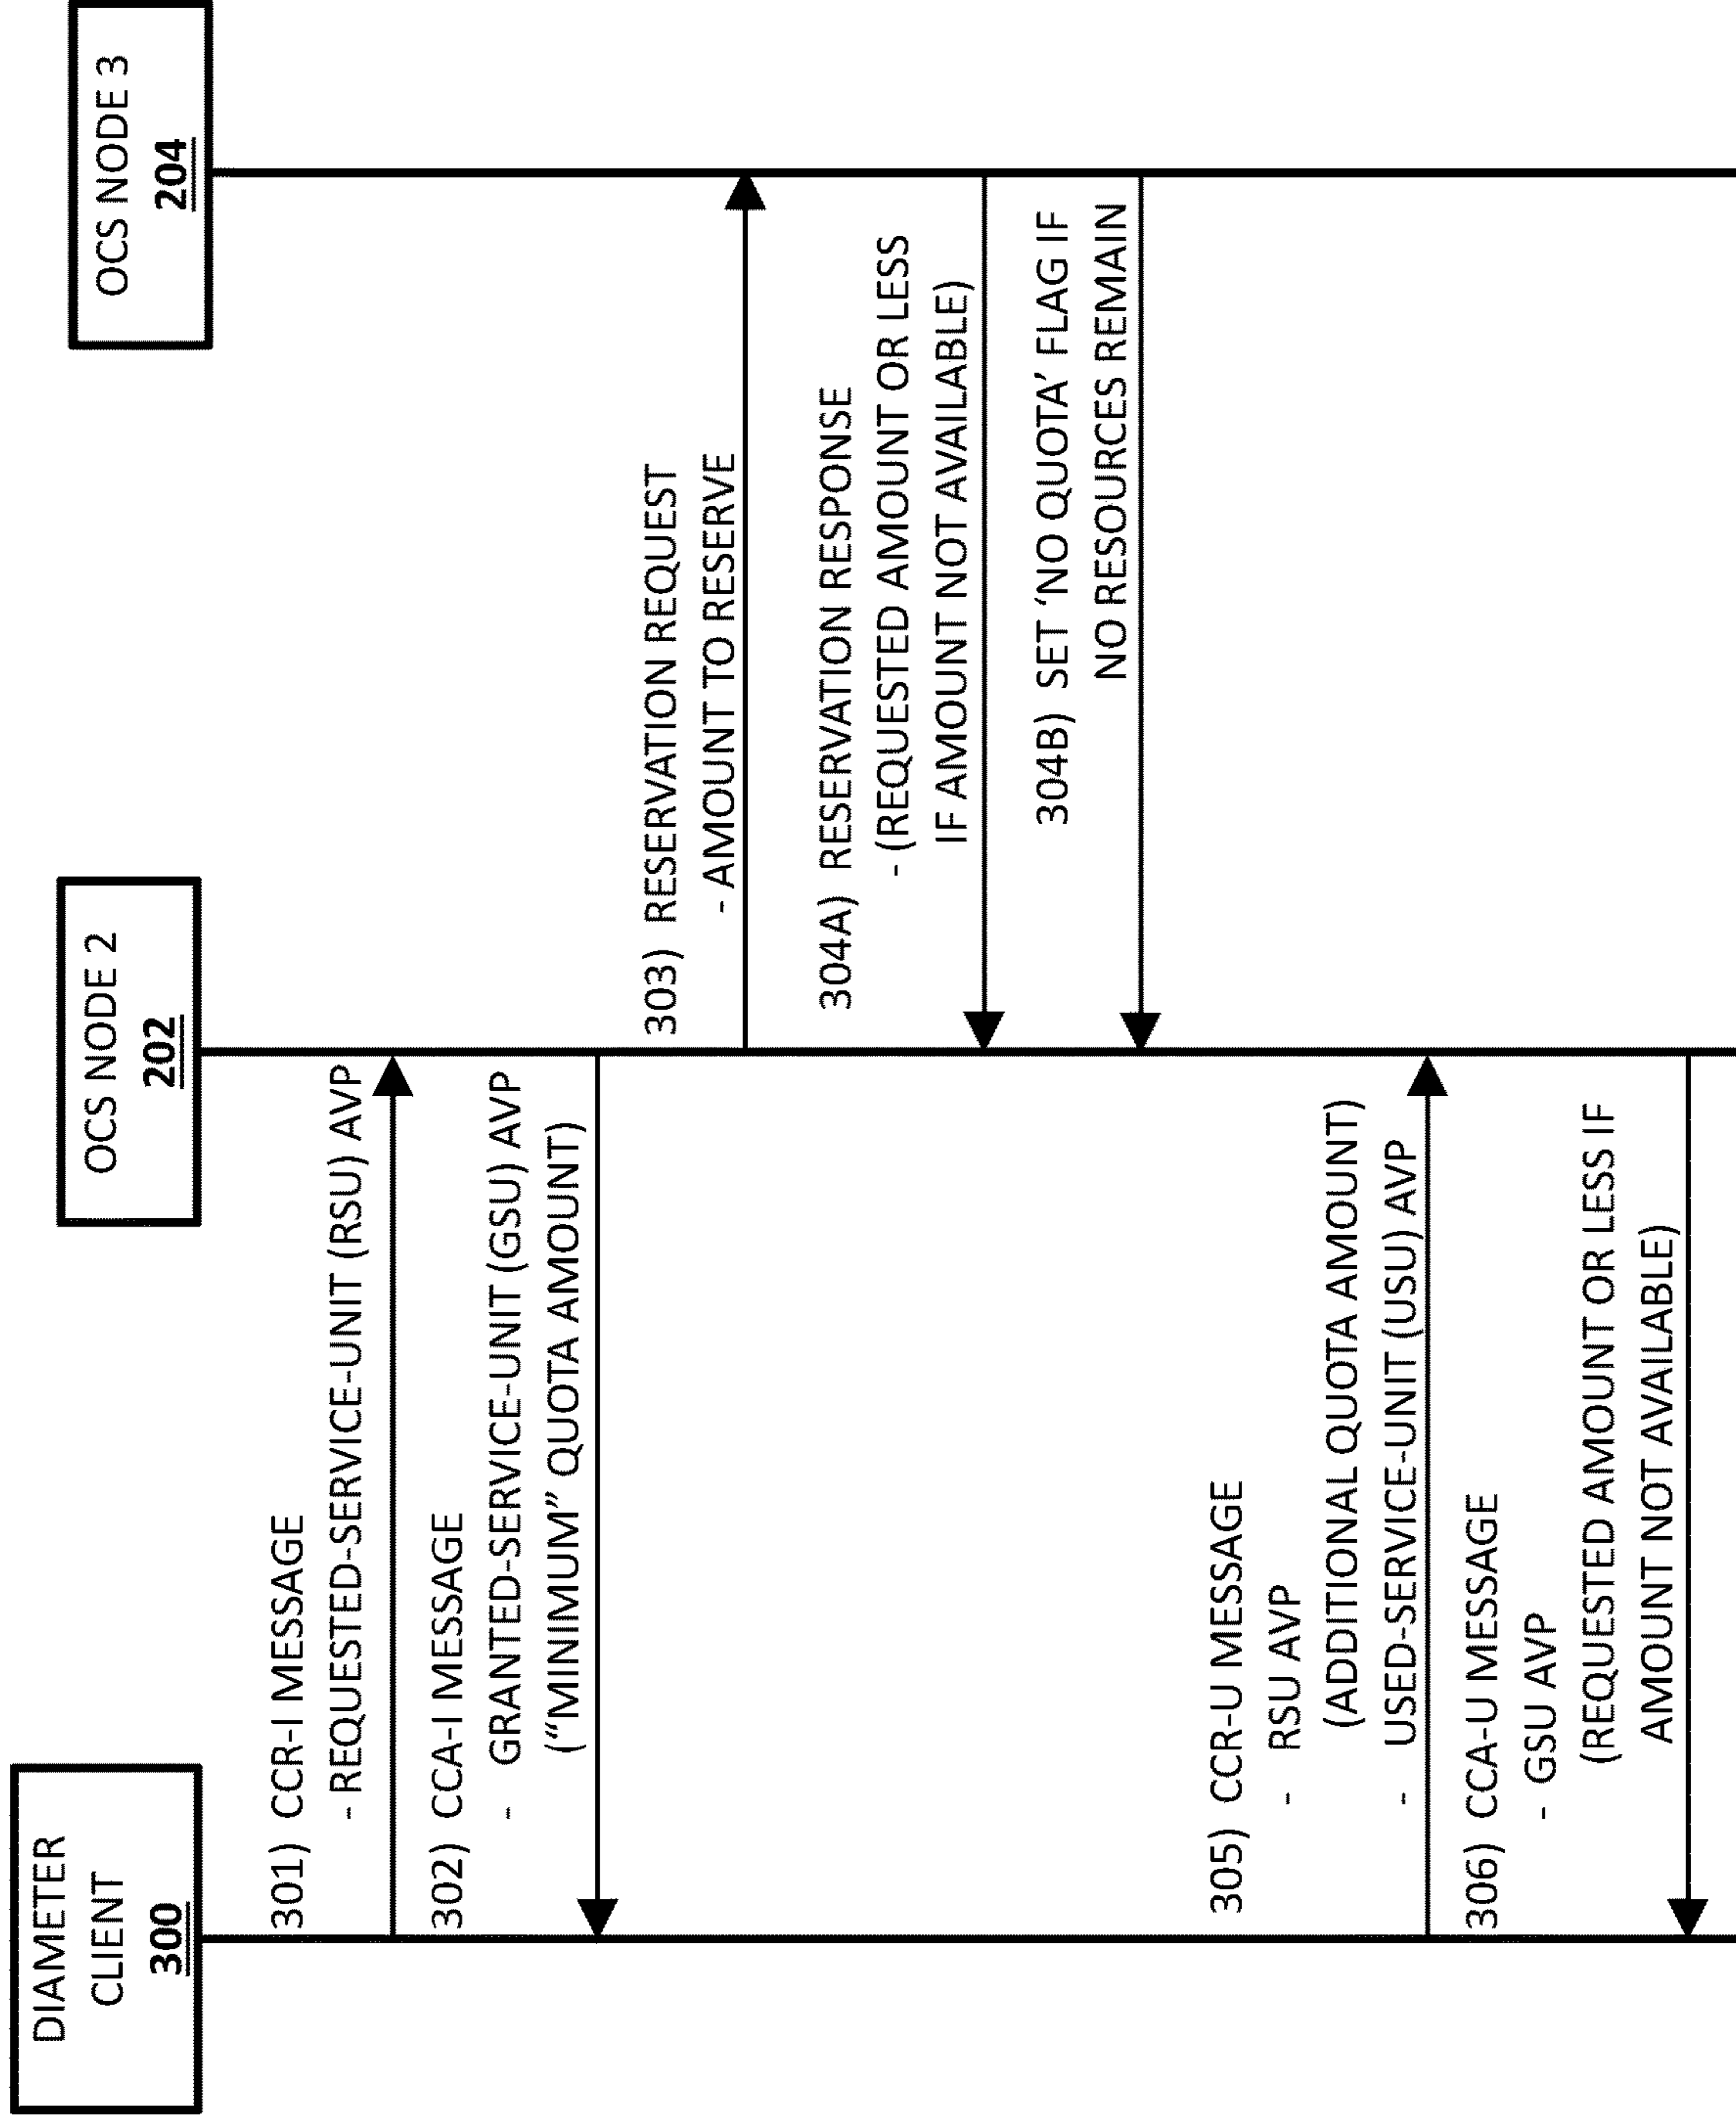 DIAMETER
CLIENT
300
OCS NODE 2
202
OCS NODE 3
204
301) CCR-I MESSAGE
- REQUESTED-SERVICE-UNIT (RSU) AVP
302) CCA-I MESSAGE
- GRANTED-SERVICE-UNIT (GSU) AVP
(“MINIMUM” QUOTA AMOUNT)
303) RESERVATION REQUEST
- AMOUNT TO RESERVE
304A) RESERVATION RESPONSE
- (REQUESTED AMOUNT OR LESS
IF AMOUNT NOT AVAILABLE)
304B) SET ‘NO QUOTA’ FLAG IF
NO RESOURCES REMAIN
305) CCR-U MESSAGE
- RSU AVP
(ADDITIONAL QUOTA AMOUNT)
- USED-SERVICE-UNIT (USU) AVP
306) CCA-U MESSAGE
- GSU AVP
(REQUESTED AMOUNT OR LESS IF
AMOUNT NOT AVAILABLE)